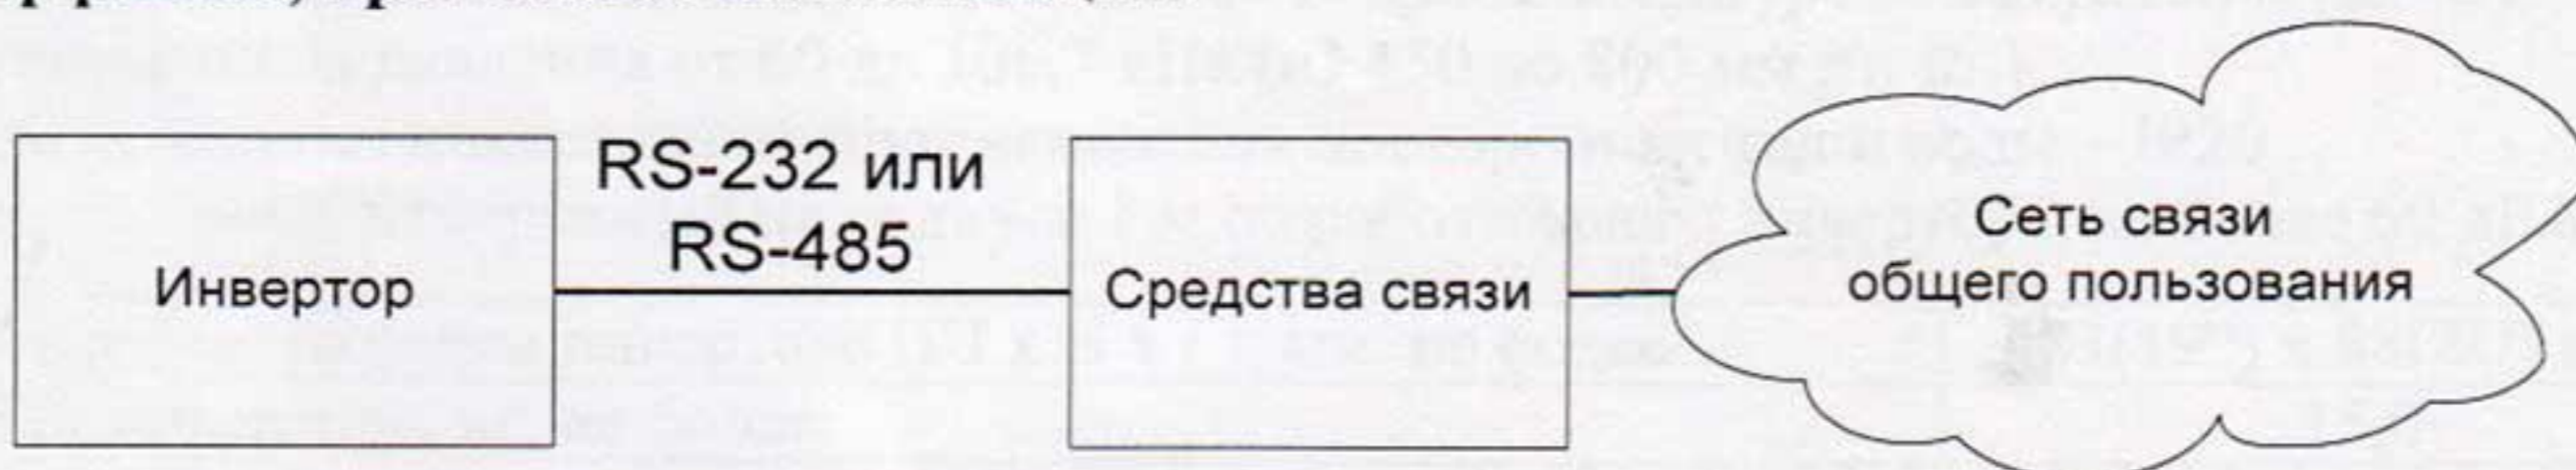 RS-232 или
RS-485
Инвертор
Средства связи
Сеть связи
общего пользования